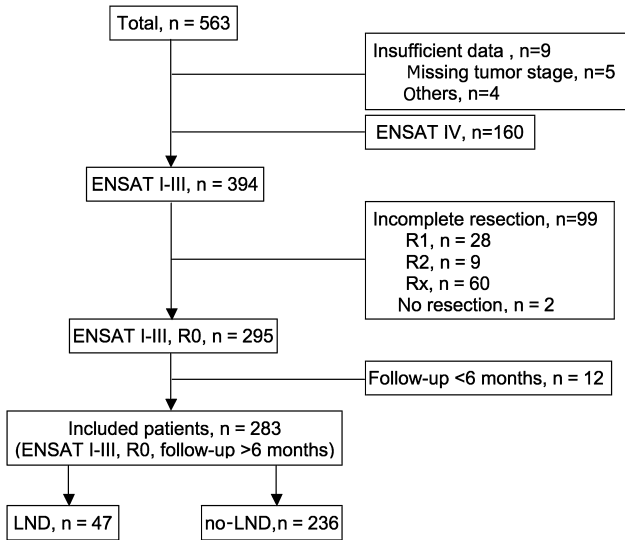 Total, n = 563
Insufficient data , n=9
Missing tumor stage, n=5
Others, n=4
ENSAT IV, n=160
ENSAT I-III, n = 394
Incomplete resection, n=99
R1, n = 28
R2, n = 9
Rx, n = 60
No resection, n = 2
ENSAT I-III, R0, n = 295
Follow-up <6 months, n = 12
Included patients, n = 283
(ENSAT I-III, R0, follow-up >6 months)
LND, n = 47
no-LND, n = 236